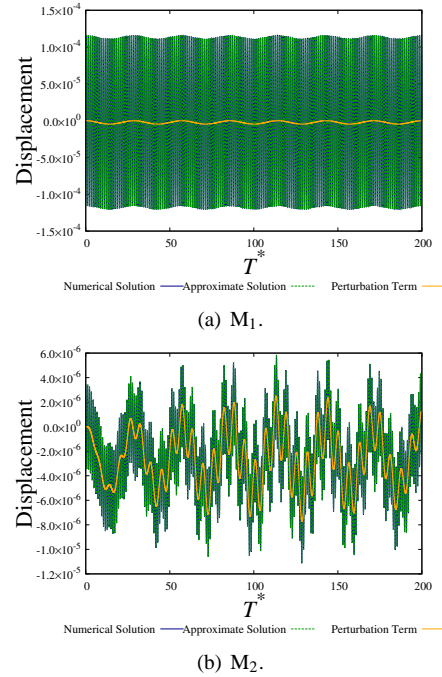 1.5×10⁻⁴
1.0×10⁻⁴
5.0×10⁻⁵
0.0×10⁰
-5.0×10⁻⁵
-1.0×10⁻⁴
-1.5×10⁻⁴
Displacement
0 50 100 150 200
T*
Numerical Solution Approximate Solution Perturbation Term
(a) M₁.
6.0×10⁻⁶
4.0×10⁻⁶
2.0×10⁻⁶
0.0×10⁰
-2.0×10⁻⁶
-4.0×10⁻⁶
-6.0×10⁻⁶
-8.0×10⁻⁶
-1.0×10⁻⁵
-1.2×10⁻⁵
Displacement
0 50 100 150 200
T*
Numerical Solution Approximate Solution Perturbation Term
(b) M₂.